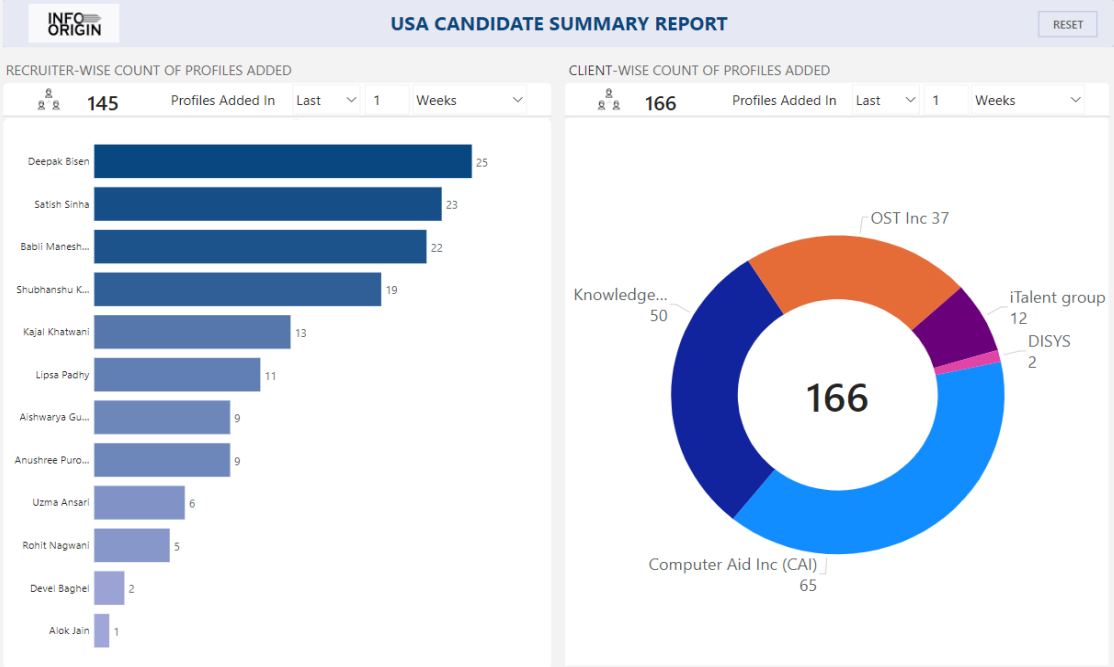 INFO
ORIGIN
USA CANDIDATE SUMMARY REPORT
RESET
RECRUITER-WISE COUNT OF PROFILES ADDED
145
Profiles Added In
Last
1
Weeks
Deepak Bisen
25
Satish Sinha
23
Babli Manesh...
22
Shubhanshu K...
19
Kajal Khatwani
13
Lipsa Padhy
11
Aishwarya Gu...
9
Anushree Puro...
9
Uzma Ansari
6
Rohit Nagwani
5
Devel Baghel
2
Alok Jain
1
CLIENT-WISE COUNT OF PROFILES ADDED
166
Profiles Added In
Last
1
Weeks
OST Inc 37
Knowledge...
50
iTalent group
12
DISYS
2
166
Computer Aid Inc (CAI)
65